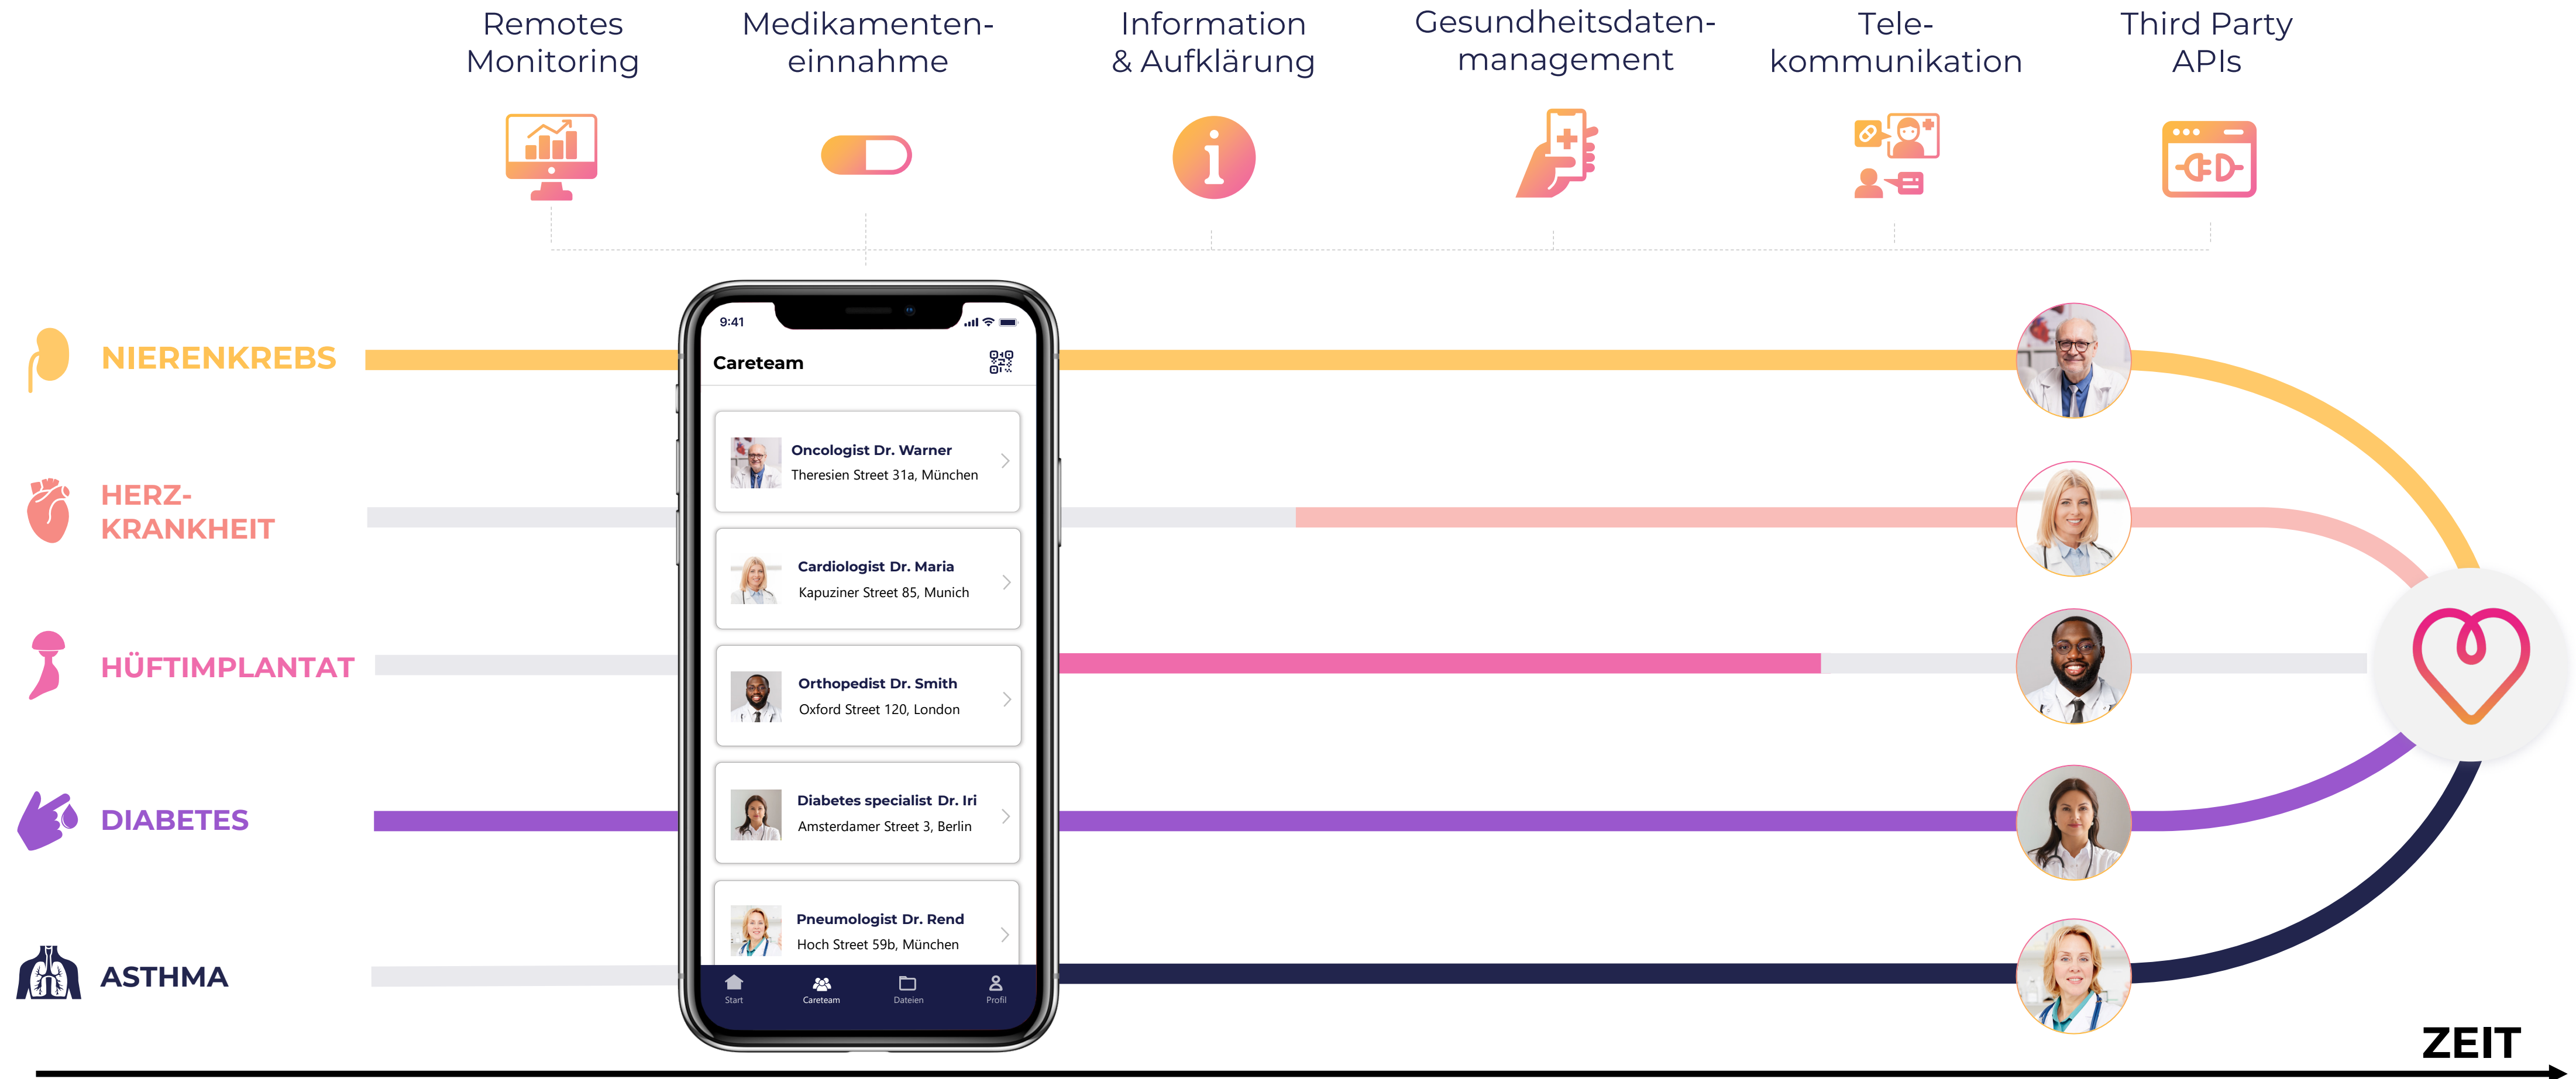 Remotes
Monitoring
Medikamenten-
einnahme
Information
& Aufklärung
Gesundheitsdaten-
management
Tele-
kommunikation
Third Party
APIs
NIERENKREBS
HERZ-
KRANKHEIT
HÜFTIMPLANTAT
DIABETES
ASTHMA
9:41
Careteam
Oncologist Dr. Warner
Theresien Street 31a, München
Cardiologist Dr. Maria
Kapuziner Street 85, Munich
Orthopedist Dr. Smith
Oxford Street 120, London
Diabetes specialist Dr. Iri
Amsterdamer Street 3, Berlin
Pneumologist Dr. Rend
Hoch Street 59b, München
Start
Careteam
Dateien
Profil
ZEIT